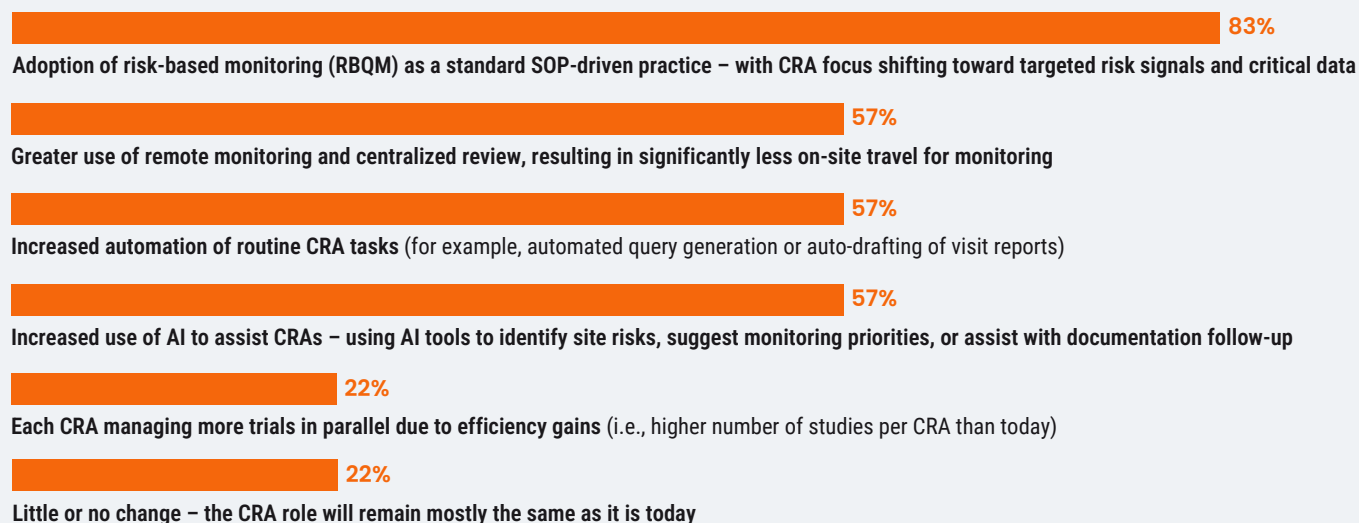 83%
Adoption of risk-based monitoring (RBQM) as a standard SOP-driven practice – with CRA focus shifting toward targeted risk signals and critical data
57%
Greater use of remote monitoring and centralized review, resulting in significantly less on-site travel for monitoring
57%
Increased automation of routine CRA tasks (for example, automated query generation or auto-drafting of visit reports)
57%
Increased use of AI to assist CRAs – using AI tools to identify site risks, suggest monitoring priorities, or assist with documentation follow-up
22%
Each CRA managing more trials in parallel due to efficiency gains (i.e., higher number of studies per CRA than today)
22%
Little or no change – the CRA role will remain mostly the same as it is today